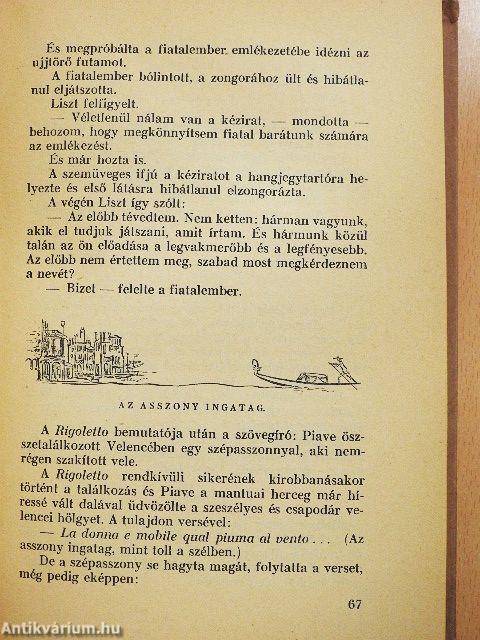 És megpróbálta a fiatalember emlékezetébe idézni az
ujjtörő futamot.
A fiatalember bólintott, a zongorához ült és hibátla-
nul eljátszotta.
Liszt felfigyelt.
— Véletlenül nálam van a kézirat, — mondotta —
behozom, hogy megkönnyítsem fiatal barátunk számára
az emlékezést.
És már hozta is.
A szemüveges ifjú a kéziratot a hangjegytartóra he-
lyezte és első látásra hibátlanul elzongorázta.
A végén Liszt így szólt:
— Az előbb tévedtem. Nem ketten: hárman vagyunk,
akik el tudjuk játszani, amit írtam. És hármunk közül
talán az ön előadása a legvakmerőbb és a legfényesebb.
Az előbb nem értettem meg, szabad most megkérdeznem
a nevét?
— Bizet — felelte a fiatalember.
AZ ASSZONY INGATAG.
A Rigoletto bemutatója után a szövegíró: Piave ösz-
szetalálkozott Velencében egy szépasszonnyal, aki nem-
régen szakított vele.
A Rigoletto rendkívüli sikerének kirobbanásakor
történt a találkozás és Piave a mantuai herceg már hí-
ressé vált dalával üdvözölte a szeszélyes és csapodár ve-
lencei hölgyet. A tulajdon versével:
— La donna e mobile qual piuma al vento . . . (Az
asszony ingatag, mint toll a szélben.)
De a szépasszony se hagyta magát, folytatta a verset,
még pedig eképpen:
67
Antikvárium.hu